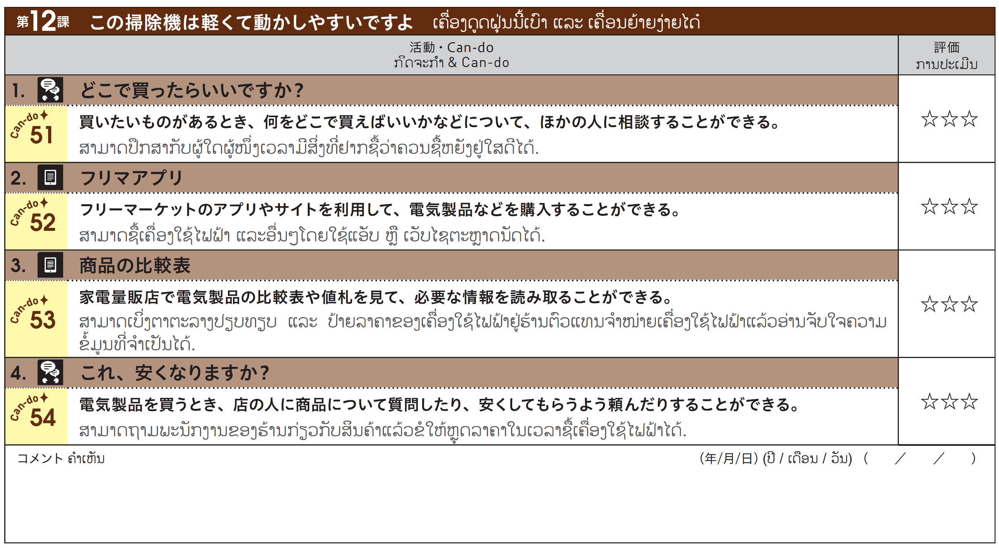 第12課 この掃除機は軽くて動かしやすいですよ ເຄື່ອງດູດຝຸ່ນນີ້ເບົາ ແລະ ເຄື່ອນຍ້າຍງ່າຍໄດ໋
活動・Can-do
ກິດຈະກຳ & Can-do
評価
ການປະເມີນ
1. どこで買ったらいいですか？
Can-do 51
買いたいものがあるとき、何をどこで買えばいいかなどについて、ほかの人に相談することができる。
ສາມາດປຶກສາກັບຜູ້ໃດຜູ້ໜຶ່ງເວລາມີສິ່ງທີ່ຢາກຊື້ວ່າຄວນຊື້ຫຍັງຢູ່ໃສດີໄດ້.
☆☆☆
2. フリマアプリ
Can-do 52
フリーマーケットのアプリやサイトを利用して、電気製品などを購入することができる。
ສາມາດຊື້ເຄື່ອງໃຊ້ໄຟຟ້າ ແລະອື່ນໆໂດຍໃຊ້ແອັບ ຫຼື ເວັບໄຊຕະຫຼາດນັດໄດ້.
☆☆☆
3. 商品の比較表
Can-do 53
家電量販店で電気製品の比較表や値札を見て、必要な情報を読み取ることができる。
ສາມາດເບິ່ງຕາຕະລາງປຽບທຽບ ແລະ ປ້າຍລາຄາຂອງເຄື່ອງໃຊ້ໄຟຟ້າຢູ່ຮ້ານຕົວແທນຈຳໜ່າຍເຄື່ອງໃຊ້ໄຟຟ້າແລ້ວອ່ານຈັບໃຈຄວາມ
ຂໍ້ມູນທີ່ຈຳເປັນໄດ້.
☆☆☆
4. これ、安くなりますか？
Can-do 54
電気製品を買うとき、店の人に商品について質問したり、安くしてもらうよう頼んだりすることができる。
ສາມາດຖາມພະນັກງານຂອງຮ້ານກ່ຽວກັບສິນຄ້າແລ້ວຂໍໃຫ້ຫຼຸດລາຄາໃນເວລາຊື້ເຄື່ອງໃຊ້ໄຟຟ້າໄດ້.
☆☆☆
コメント ຄຳເຫັນ
（年/月/日）(ປີ / ເດືອນ / ວັນ) （ ／ ／ ）